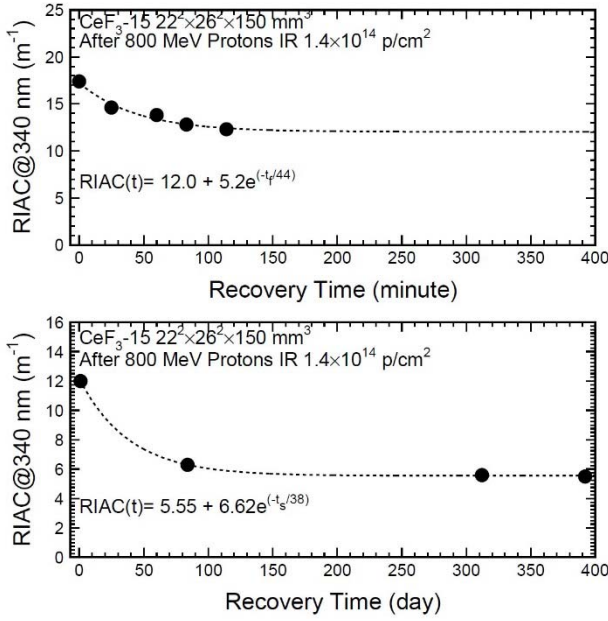 25
20
15
10
5
0
RIAC@340 nm (m⁻¹)
CeF₃-15 22²×26²×150 mm³
After 800 MeV Protons IR 1.4×10¹⁴ p/cm²
RIAC(t)= 12.0 + 5.2e^(-t_f/44)
0 50 100 150 200 250 300 350 400
Recovery Time (minute)
16
14
12
10
8
6
4
2
0
RIAC@340 nm (m⁻¹)
CeF₃-15 22²×26²×150 mm³
After 800 MeV Protons IR 1.4×10¹⁴ p/cm²
RIAC(t)= 5.55 + 6.62e^(-t_s/38)
0 50 100 150 200 250 300 350 400
Recovery Time (day)